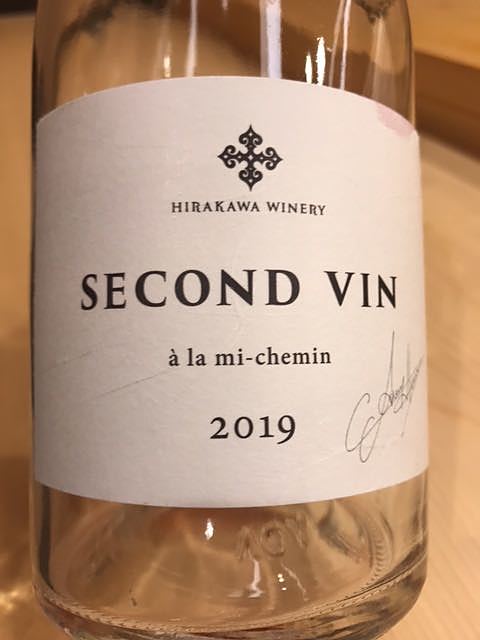 HIRAKAWA WINERY
SECOND VIN
à la mi-chemin
2019